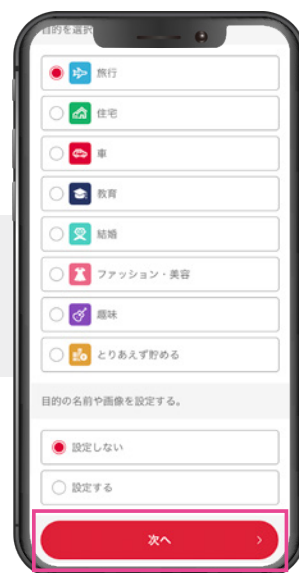 目的を選択
旅行
住宅
車
教育
結婚
ファッション・美容
趣味
とりあえず貯める
目的の名前や画像を設定する。
設定しない
設定する
次へ